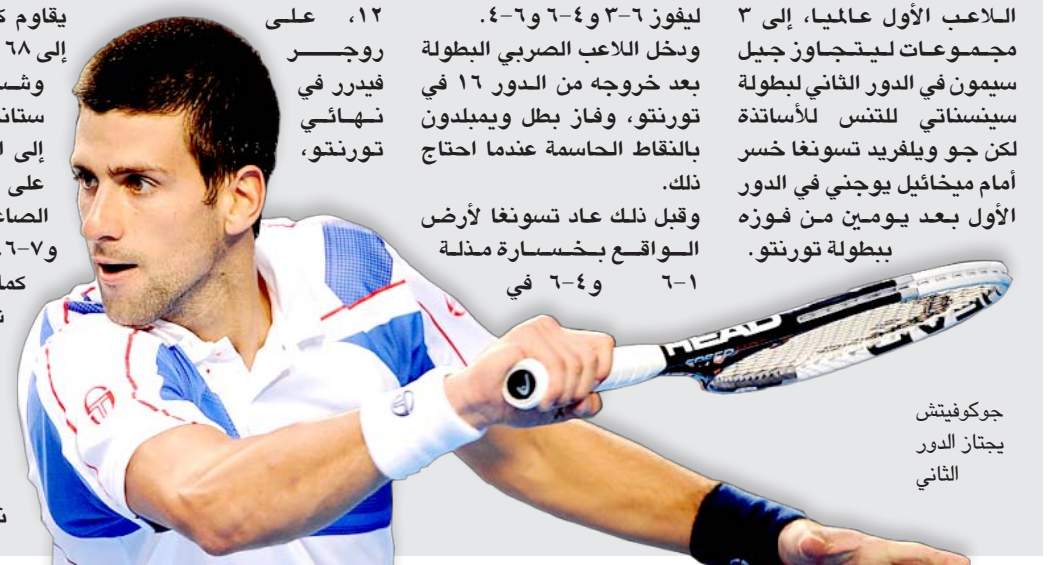 اللاعب الأول عالميا، إلى ٣
مجموعات ليتجاوز جيل
سيمون في الدور الثاني لبطولة
سينسناتي للتنس للأساتذة
لكن جو ويلفريد تسونغا خسر
أمام ميخائيل يوجني في الدور
الأول بعد يومين من فوزه
ببطولة تورنتو.
ليفوز ٦-٣ و٤-٦ و٦-٤.
ودخل اللاعب الصربي البطولة
بعد خروجه من الدور ١٦ في
تورنتو، وفاز بطل ويمبلدون
بالنقاط الحاسمة عندما احتاج
ذلك.
وقبل ذلك عاد تسونغا لأرض
الواقع بخسارة مذلة
٦-١ و٤-٦ في
١٢، على
روجر
فيدرر في
نهائي
تورنتو،
يقاوم
إلى ٦٨
ستان
إلى
على
الصاع
و٧-٦
كما
HEAD
SPEED
HEAD
جوكوفيتش
يجتاز الدور
الثاني